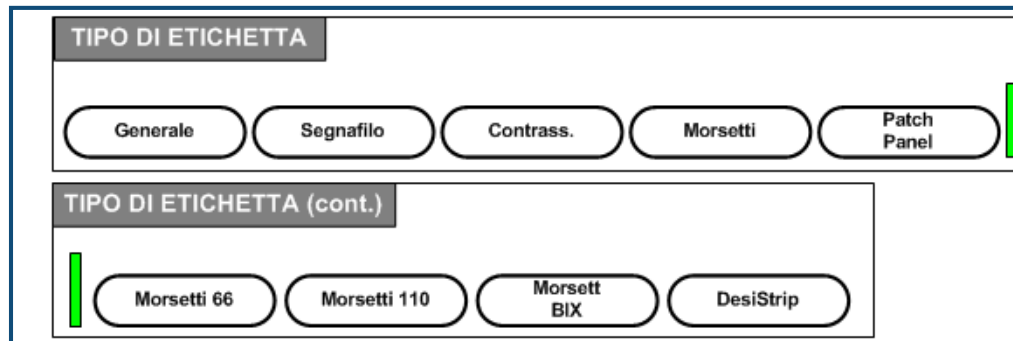 TIPO DI ETICHETTA
Generale Segnafilo Contrass. Morsetti Patch
Panel
TIPO DI ETICHETTA (cont.)
Morsetti 66 Morsetti 110 Morsett
BIX DesiStrip